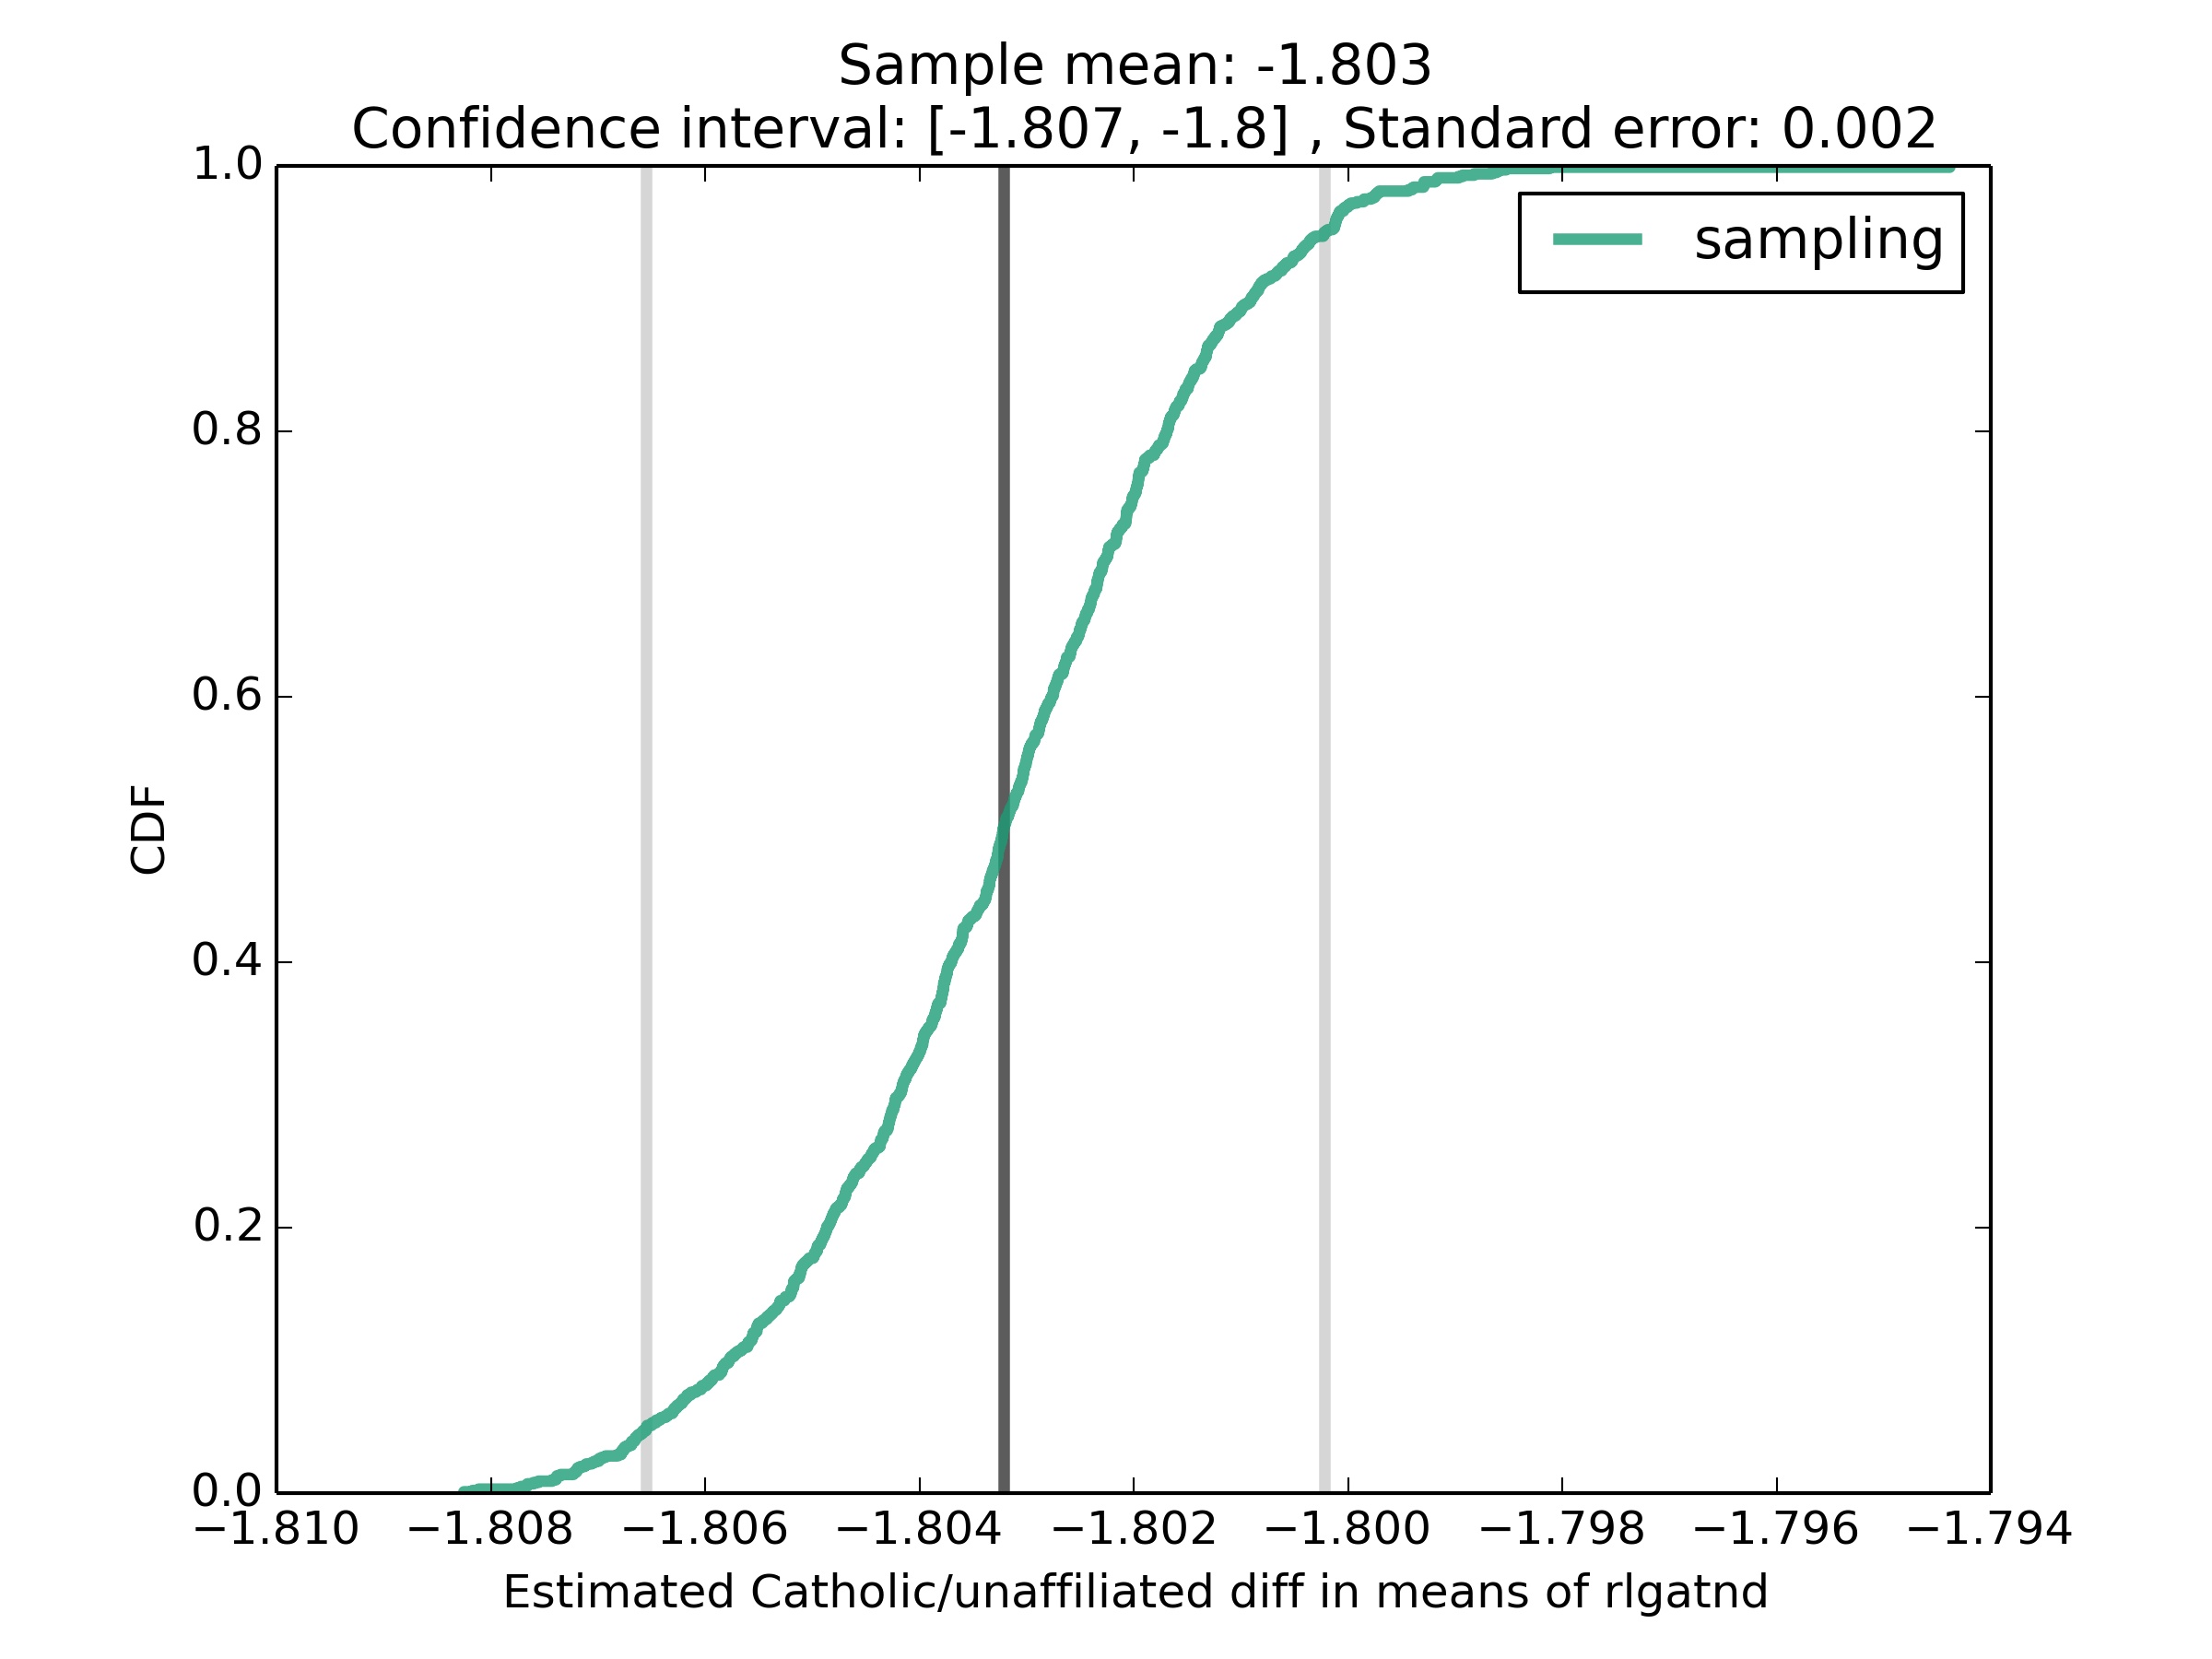 Sample mean: -1.803
Confidence interval: [-1.807, -1.8] , Standard error: 0.002
1.0
sampling
0.8
0.6
CDF
0.4
0.2
0.0
−1.810 −1.808 −1.806 −1.804 −1.802 −1.800 −1.798 −1.796 −1.794
Estimated Catholic/unaffiliated diff in means of rlgatnd